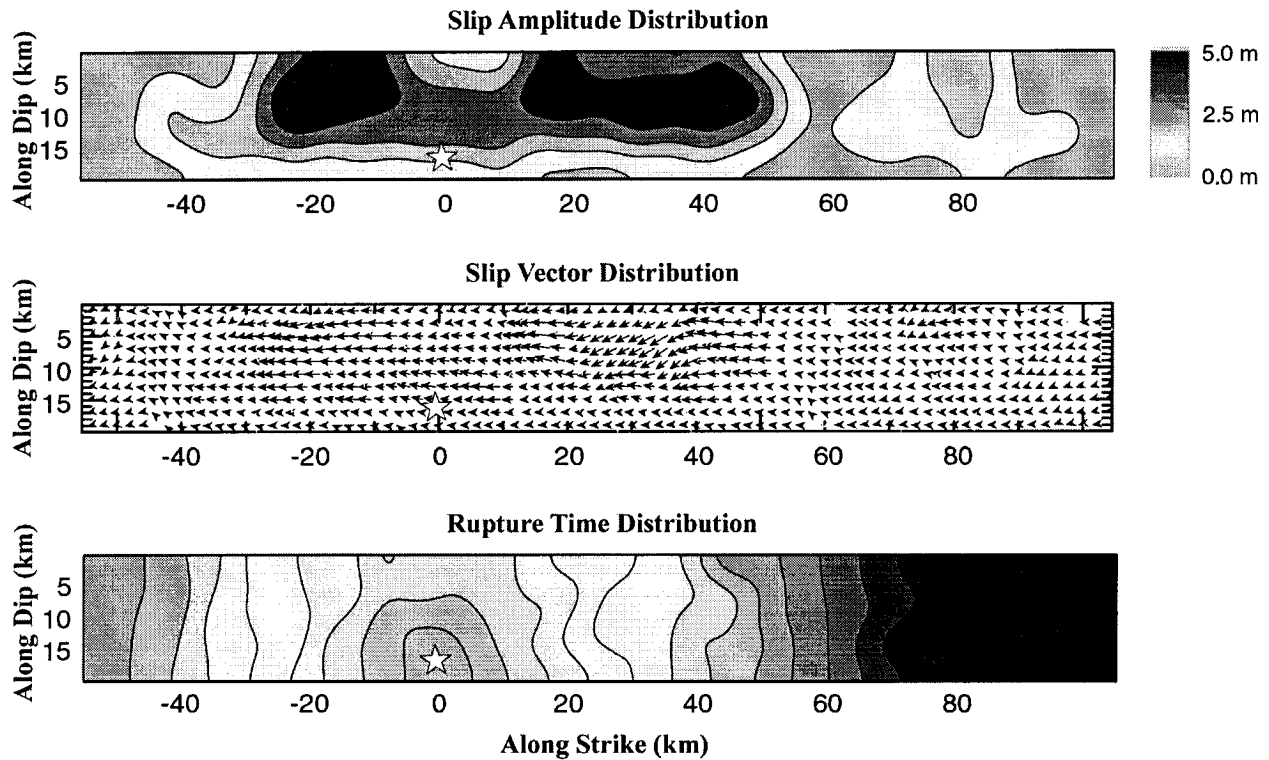 Slip Amplitude Distribution
Along Dip (km)
5
10
15
-40 -20 0 20 40 60 80
5.0 m
2.5 m
0.0 m
Slip Vector Distribution
Along Dip (km)
5
10
15
-40 -20 0 20 40 60 80
Rupture Time Distribution
Along Dip (km)
5
10
15
-40 -20 0 20 40 60 80
Along Strike (km)